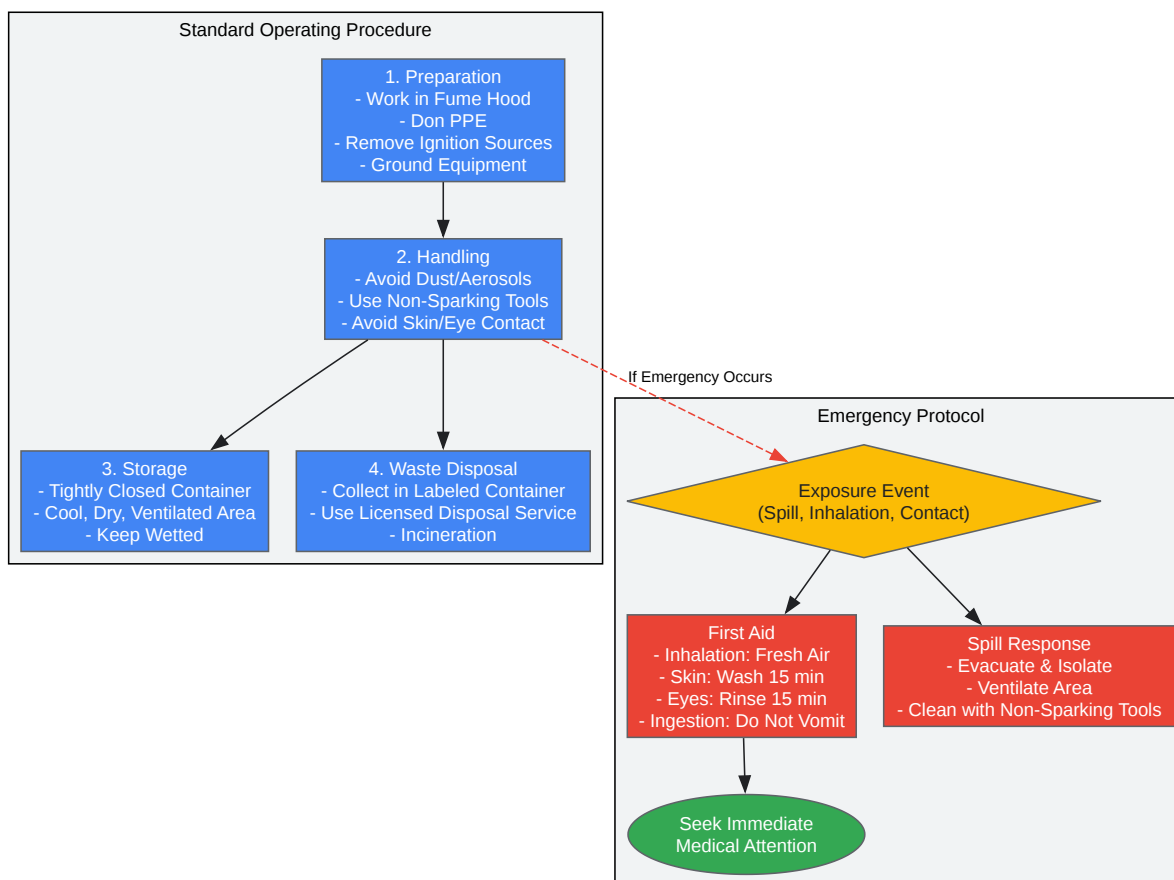 Standard Operating Procedure
1. Preparation
- Work in Fume Hood
- Don PPE
- Remove Ignition Sources
- Ground Equipment
2. Handling
- Avoid Dust/Aerosols
- Use Non-Sparking Tools
- Avoid Skin/Eye Contact
3. Storage
- Tightly Closed Container
- Cool, Dry, Ventilated Area
- Keep Wetted
4. Waste Disposal
- Collect in Labeled Container
- Use Licensed Disposal Service
- Incineration
If Emergency Occurs
Emergency Protocol
Exposure Event
(Spill, Inhalation, Contact)
First Aid
- Inhalation: Fresh Air
- Skin: Wash 15 min
- Eyes: Rinse 15 min
- Ingestion: Do Not Vomit
Spill Response
- Evacuate & Isolate
- Ventilate Area
- Clean with Non-Sparking Tools
Seek Immediate
Medical Attention